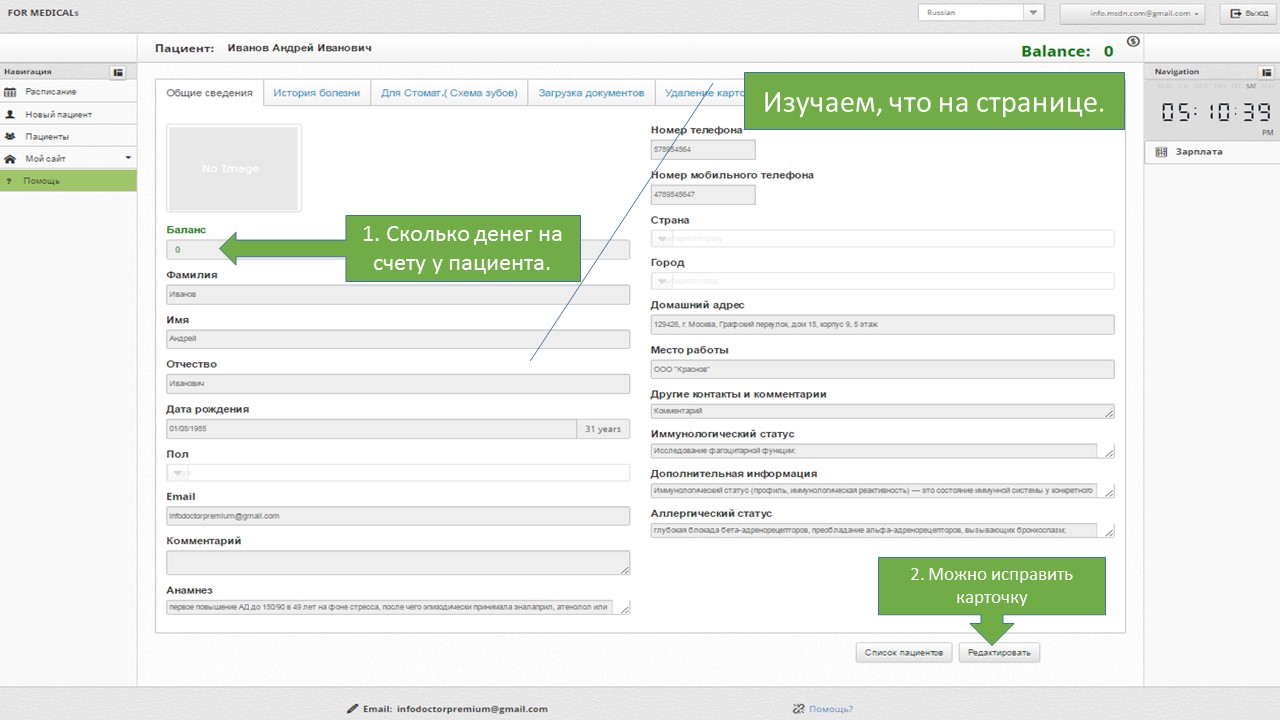 FOR MEDICALs
Russian
info.msdn.com@gmail.com
Выход
Пациент: Иванов Андрей Иванович
Balance: 0
Навигация
Расписание
Новый пациент
Пациенты
Мой сайт
? Помощь
Navigation
SAT
05:10:39
PM
Зарплата
Общие сведения
История болезни
Для Стомат.( Схема зубов)
Загрузка документов
Удаление карто
Изучаем, что на странице.
No Image
Баланс
0
1. Сколько денег на
счету у пациента.
Фамилия
Иванов
Имя
Андрей
Отчество
Иванович
Дата рождения
31 years
Пол
Email
infodoctorpremium@gmail.com
Комментарий
Анамнез
первое повышение АД до 150/90 в 49 лет на фоне стресса, после чего эпизодически принимала эналаприл, атенолол или
Номер телефона
Номер мобильного телефона
Страна
Город
Домашний адрес
129426, г. Москва, Графский переулок, дом 15, корпус 9, 5 этаж
Место работы
ООО "Краснов"
Другие контакты и комментарии
Комментарий
Иммунологический статус
Исследование фагоцитарной функции:
Дополнительная информация
Иммунологический статус (профиль, иммунологическая реактивность) — это состояние иммунной системы у конкретного
Аллергический статус
глубокая блокада бета-адренорецепторов, преобладание альфа-адренорецепторов, вызывающих бронхоспазм;
2. Можно исправить
карточку
Список пациентов
Редактировать
Email: infodoctorpremium@gmail.com
Помощь?